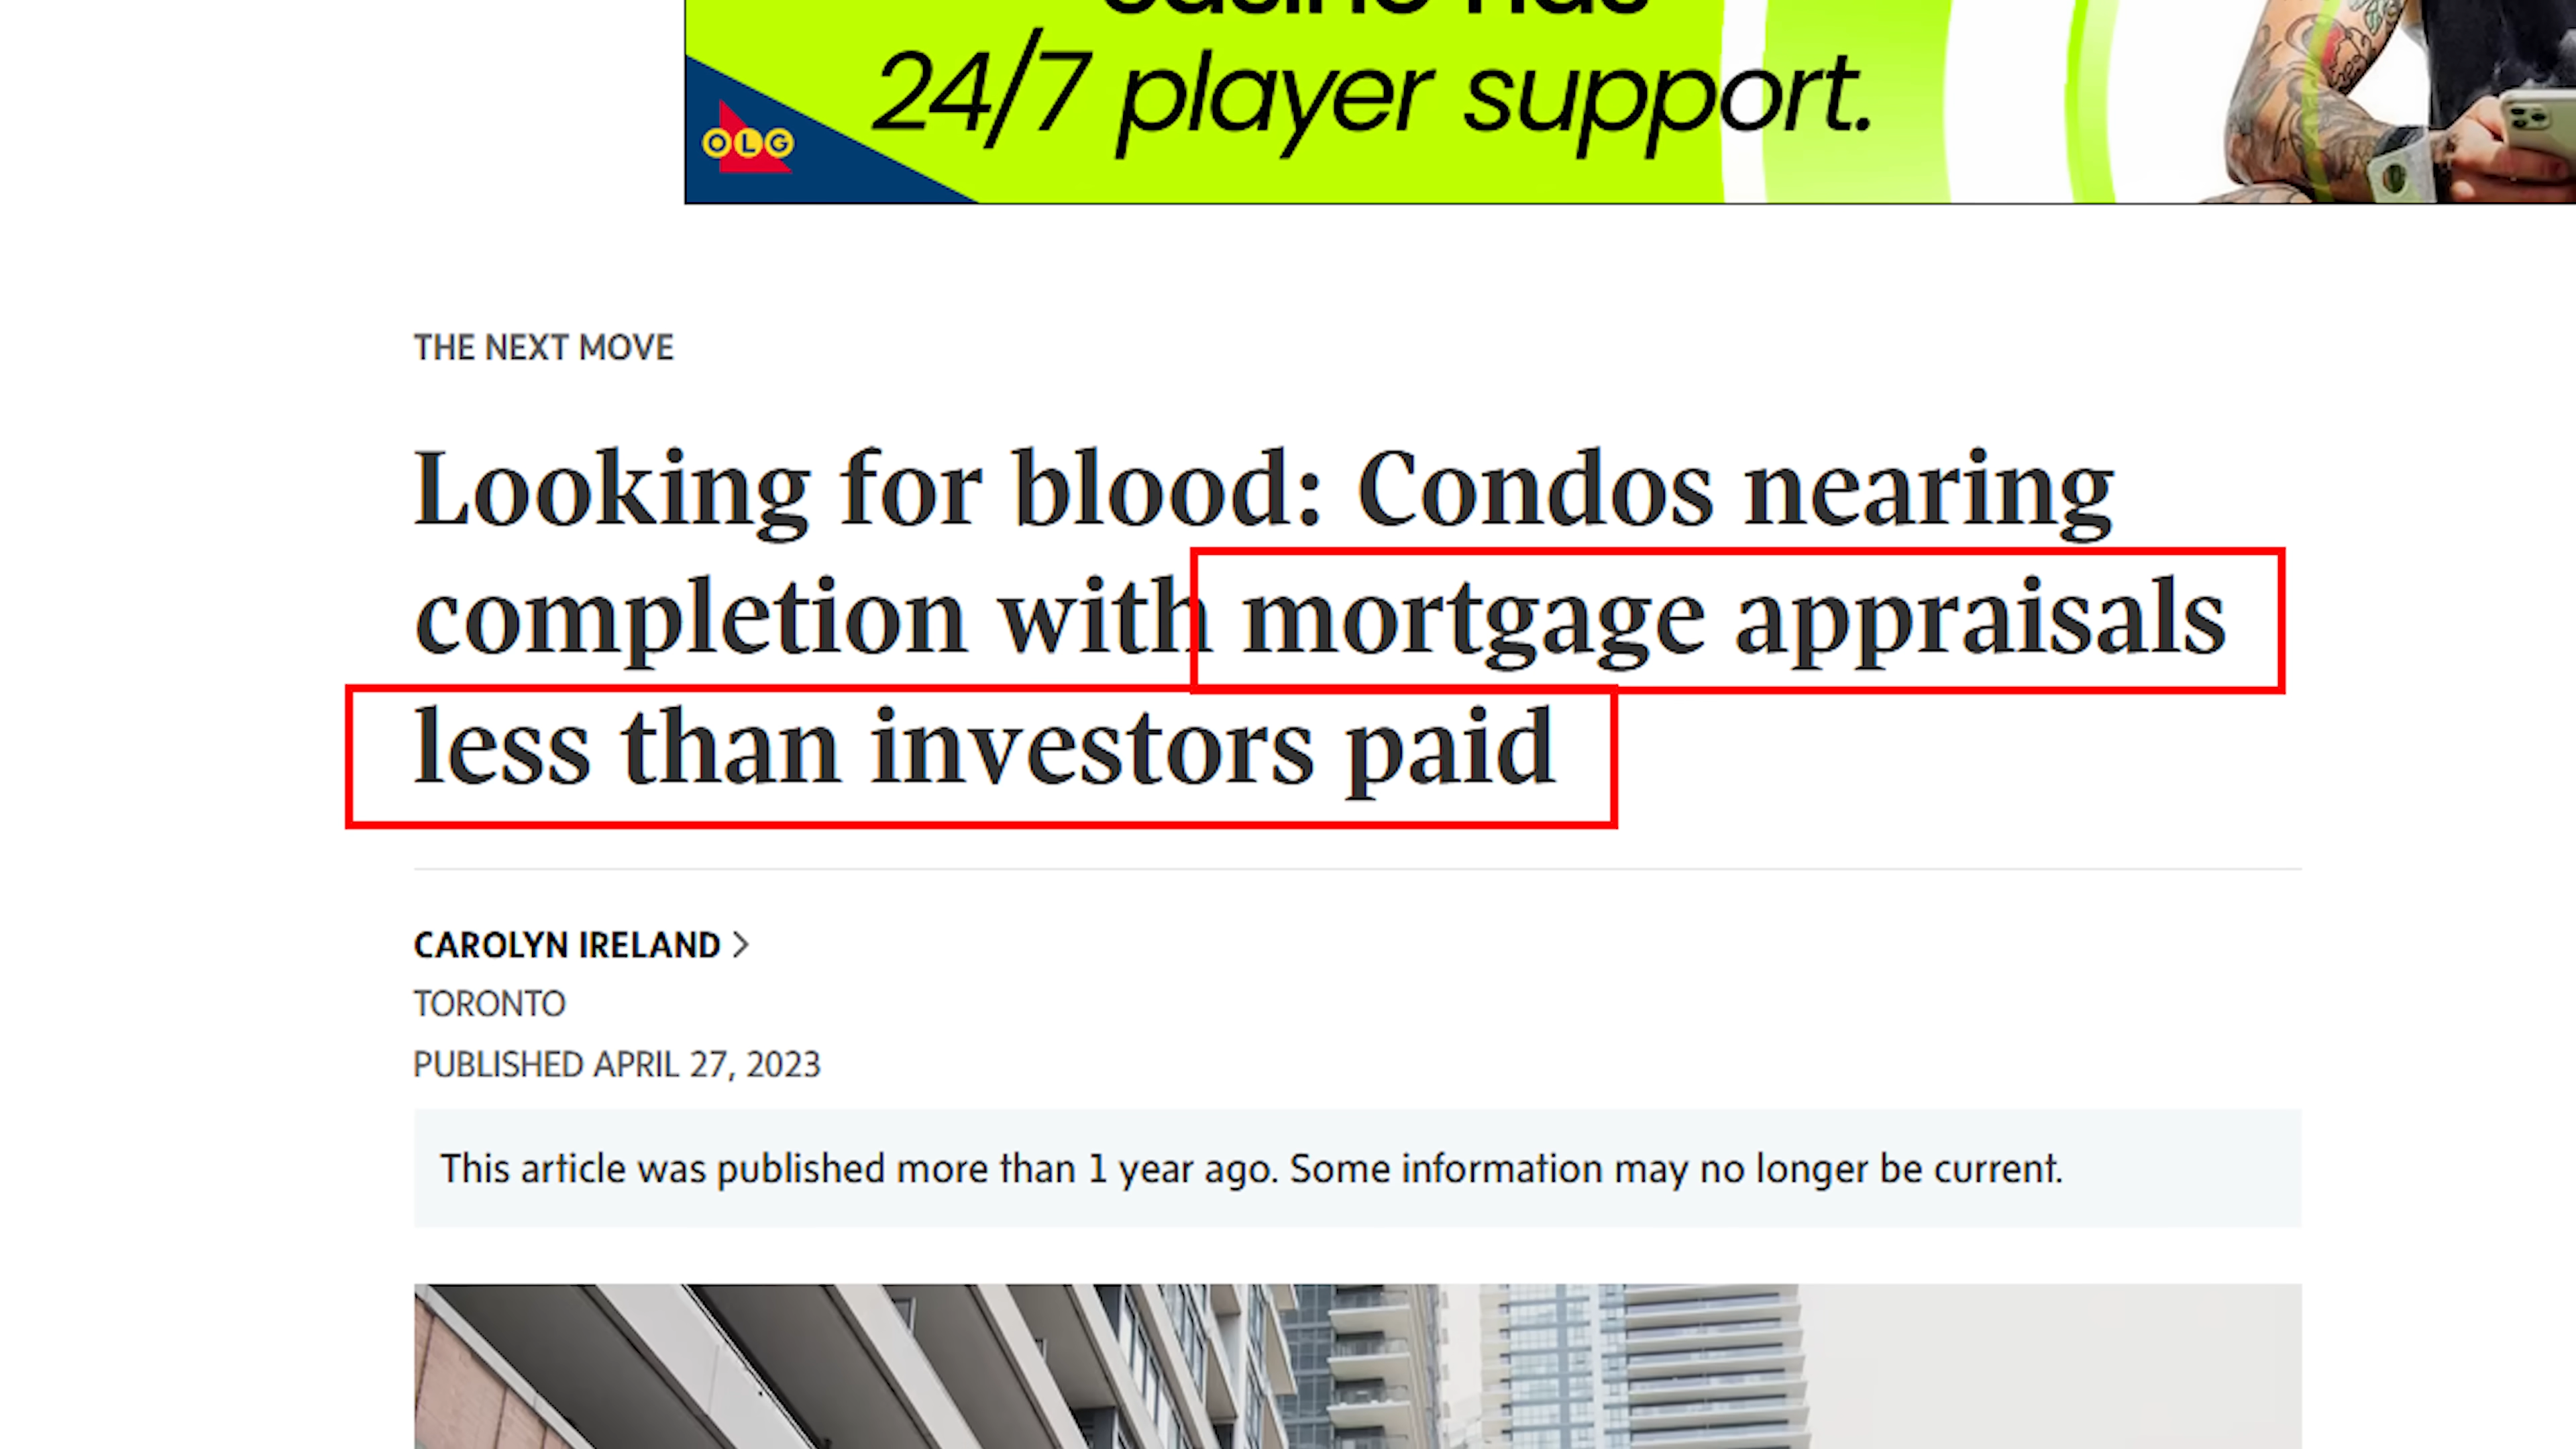 24/7 player support.
OLG
THE NEXT MOVE
Looking for blood: Condos nearing
completion with mortgage appraisals
less than investors paid
CAROLYN IRELAND >
TORONTO
PUBLISHED APRIL 27, 2023
This article was published more than 1 year ago. Some information may no longer be current.